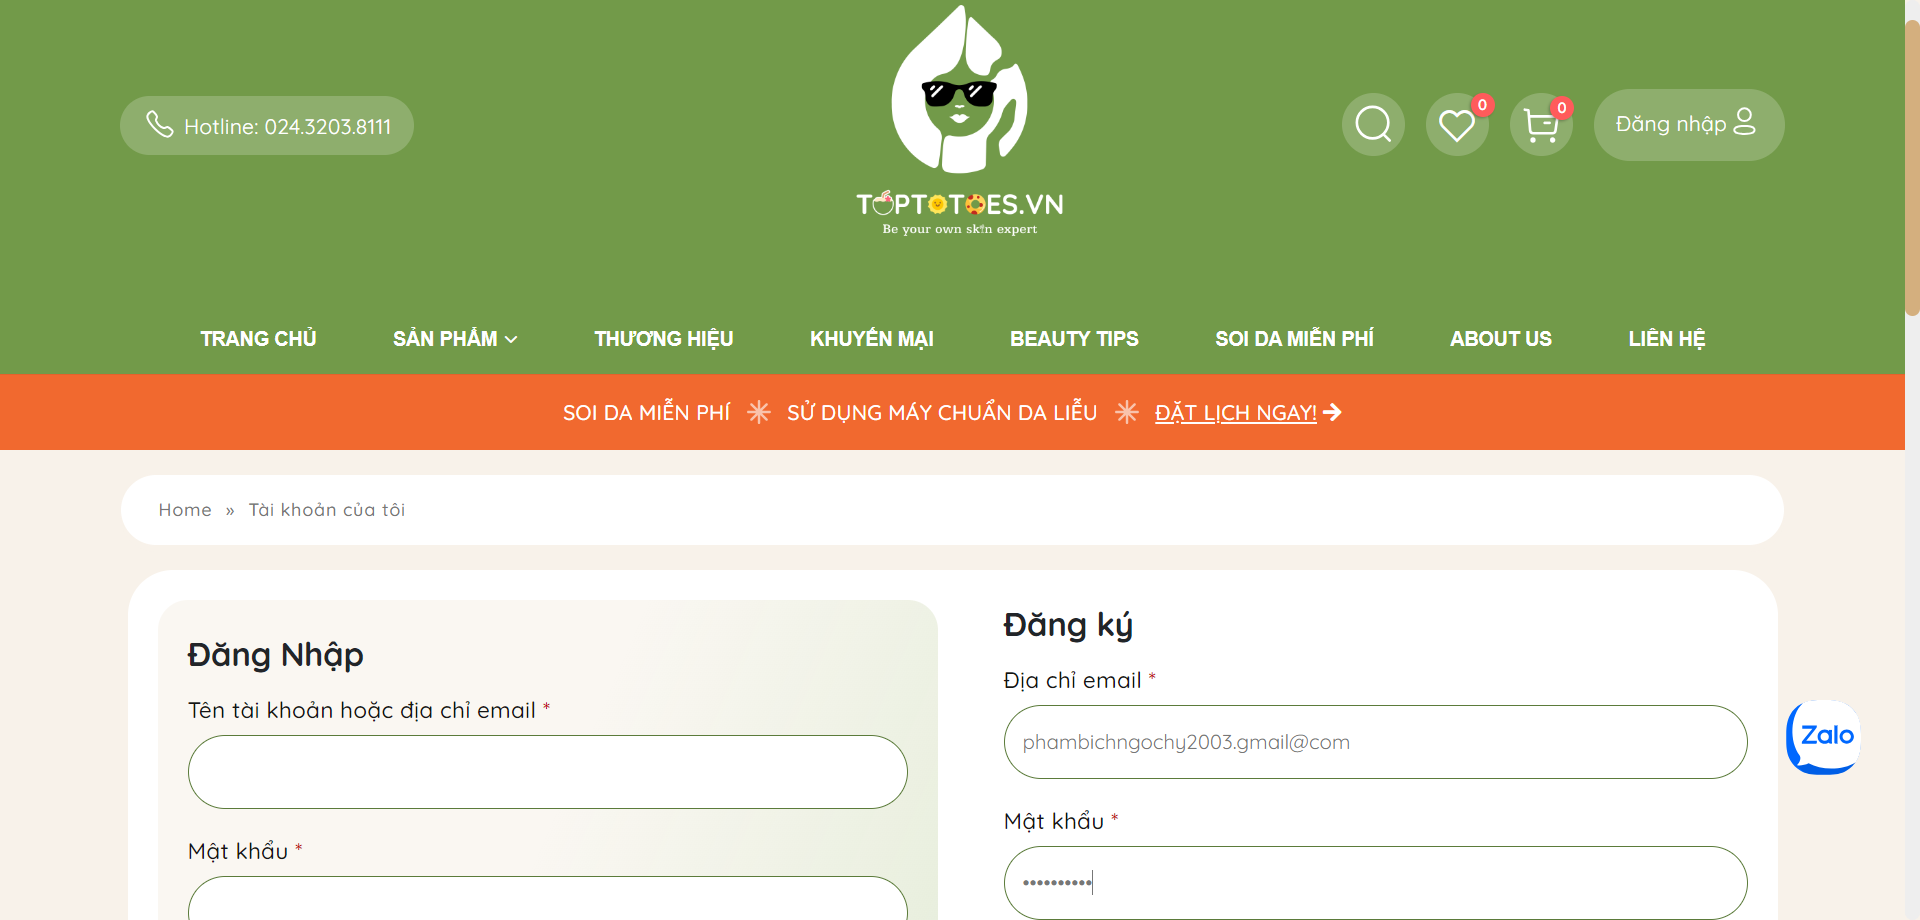 Hotline: 024.3203.8111
TOPTOTOES.VN
Be your own skin expert
0
0
Đăng nhập
TRANG CHỦ
SẢN PHẨM
THƯƠNG HIỆU
KHUYẾN MẠI
BEAUTY TIPS
SOI DA MIỄN PHÍ
ABOUT US
LIÊN HỆ
SOI DA MIỄN PHÍ
SỬ DỤNG MÁY CHUẨN DA LIỄU
ĐẶT LỊCH NGAY!
Home » Tài khoản của tôi
Đăng Nhập
Tên tài khoản hoặc địa chỉ email *
Mật khẩu *
Đăng ký
Địa chỉ email *
phambichngochy2003.gmail@com
Mật khẩu *
••••••••••
Zalo